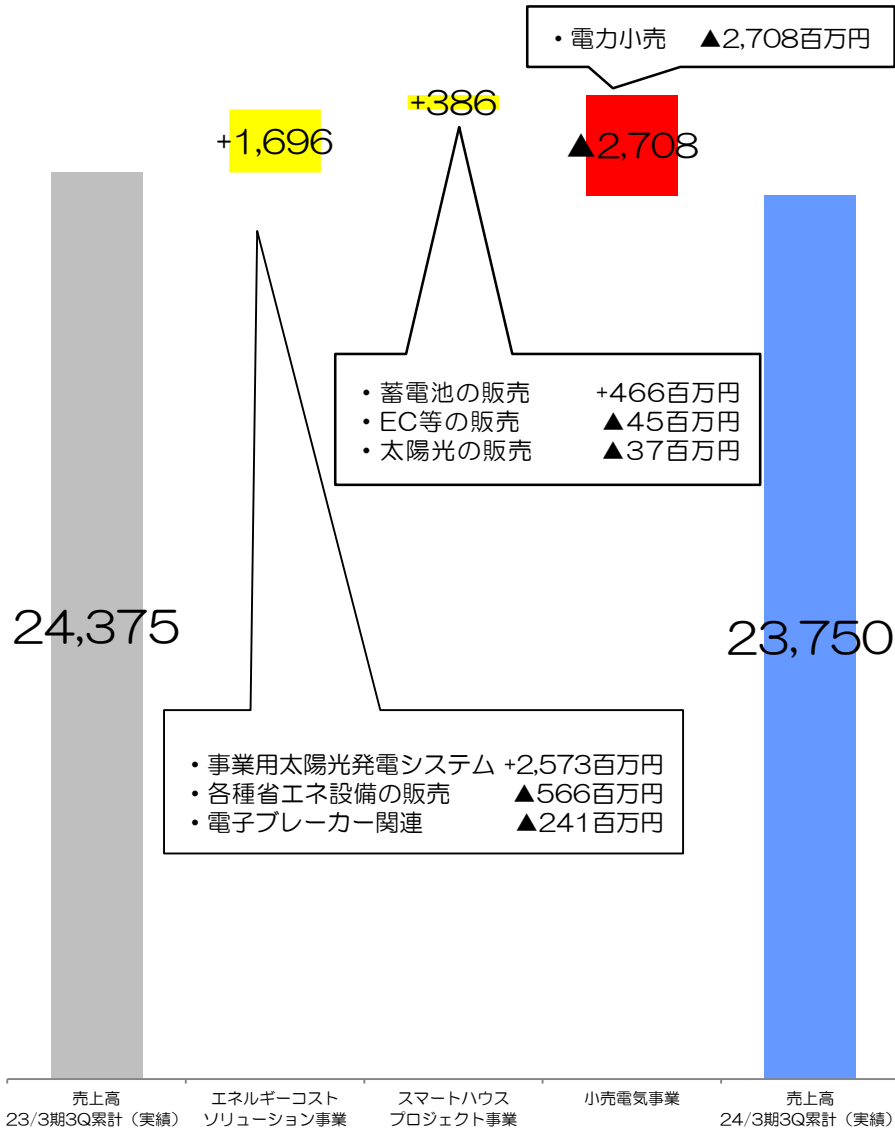 ・電力小売 ▲2,708百万円
+1,696
+386
▲2,708
・蓄電池の販売 +466百万円
・EC等の販売 ▲45百万円
・太陽光の販売 ▲37百万円
24,375
23,750
・事業用太陽光発電システム +2,573百万円
・各種省エネ設備の販売 ▲566百万円
・電子ブレーカー関連 ▲241百万円
売上高
23/3期3Q累計（実績）
エネルギーコスト
ソリューション事業
スマートハウス
プロジェクト事業
小売電気事業
売上高
24/3期3Q累計（実績）